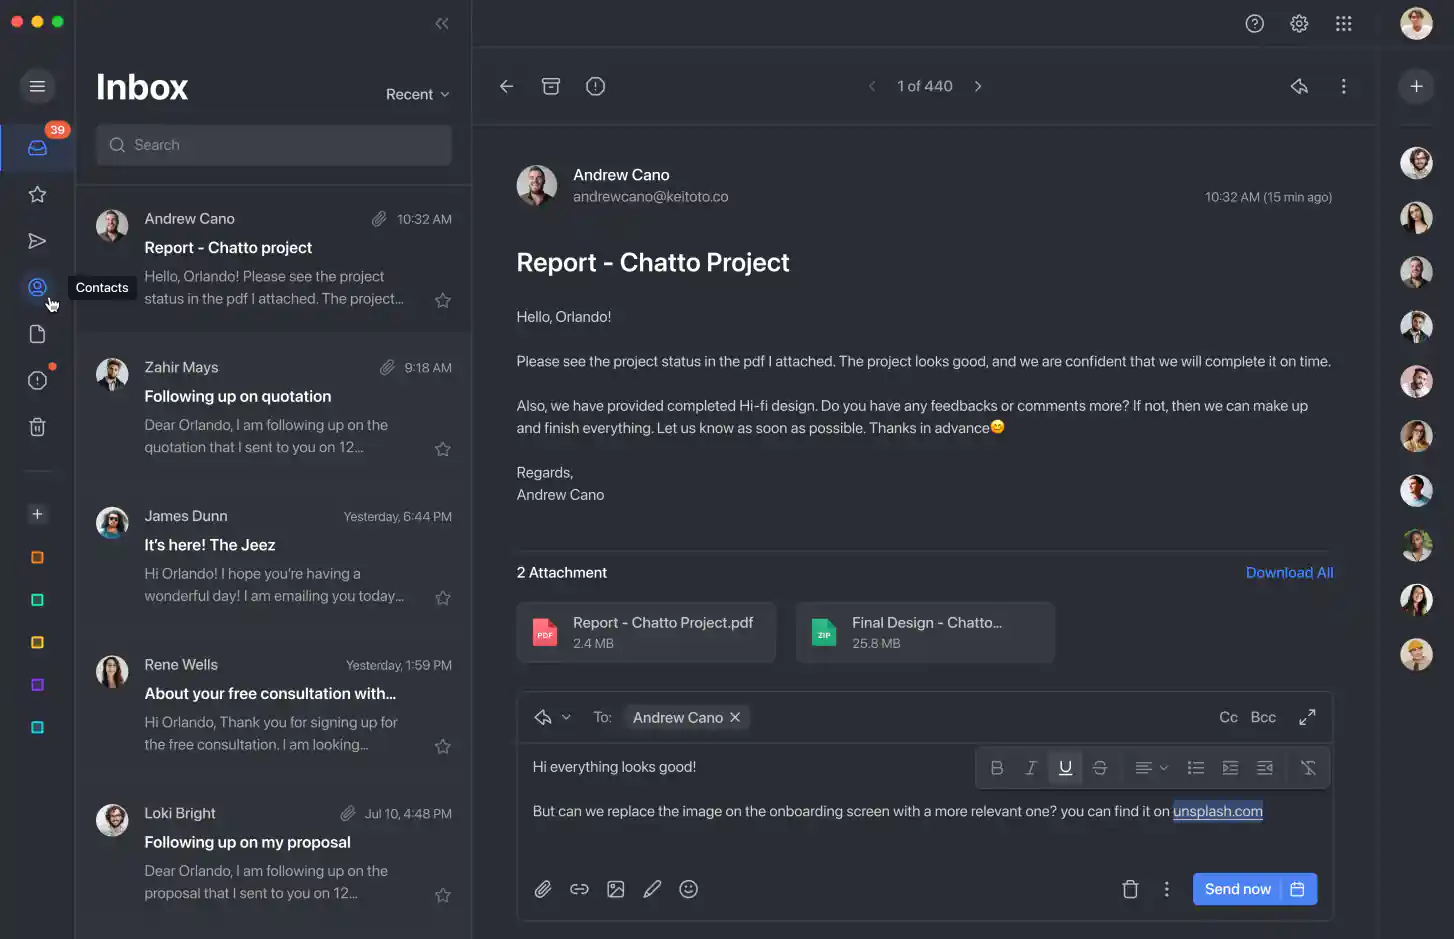 Inbox
Recent
39
Search
Andrew Cano
10:32 AM
Report - Chatto project
Hello, Orlando! Please see the project
status in the pdf I attached. The project...
Contacts
Zahir Mays
9:18 AM
Following up on quotation
Dear Orlando, I am following up on the
quotation that I sent to you on 12...
James Dunn
Yesterday, 6:44 PM
It's here! The Jeez
Hi Orlando! I hope you're having a
wonderful day! I am emailing you today...
Rene Wells
Yesterday, 1:59 PM
About your free consultation with...
Hi Orlando, Thank you for signing up for
the free consultation. I am looking...
Loki Bright
Jul 10, 4:48 PM
Following up on my proposal
Dear Orlando, I am following up on the
proposal that I sent to you on 12...
1 of 440
Andrew Cano
andrewcano@keitoto.co
10:32 AM (15 min ago)
Report - Chatto Project
Hello, Orlando!
Please see the project status in the pdf I attached. The project looks good, and we are confident that we will complete it on time.
Also, we have provided completed Hi-fi design. Do you have any feedbacks or comments more? If not, then we can make up
and finish everything. Let us know as soon as possible. Thanks in advance😊
Regards,
Andrew Cano
2 Attachment
Download All
PDF
Report - Chatto Project.pdf
2.4 MB
ZIP
Final Design - Chatto...
25.8 MB
To:
Andrew Cano
Cc
Bcc
Hi everything looks good!
B I U S
But can we replace the image on the onboarding screen with a more relevant one? you can find it on unsplash.com
Send now